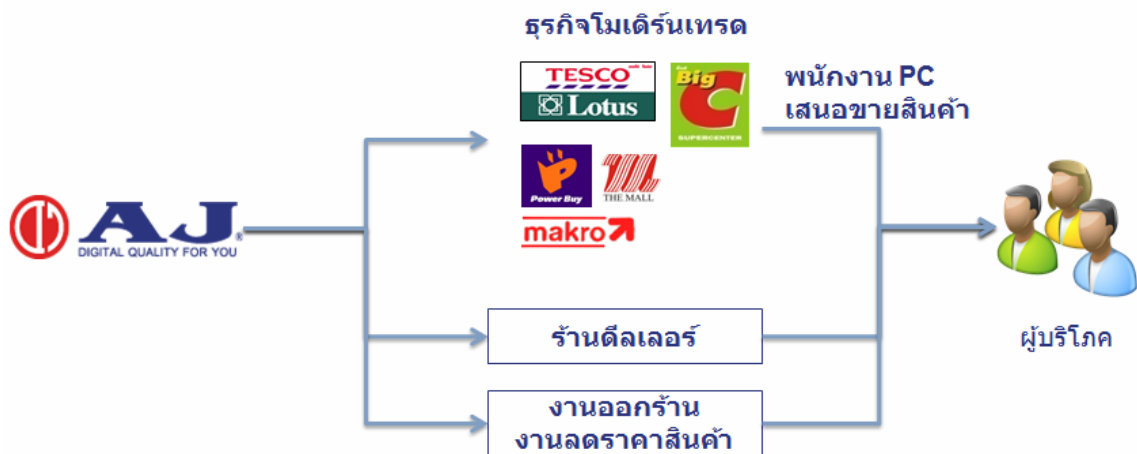 ธุรกิจโมเดิร์นเทรด
TESCO
Lotus
Big
C
SUPERCENTER
พนักงาน PC
เสนอขายสินค้า
Power Buy
THE MALL
makro
AJ
DIGITAL QUALITY FOR YOU
ร้านดีลเลอร์
ผู้บริโภค
งานออกร้าน
งานลดราคาสินค้า